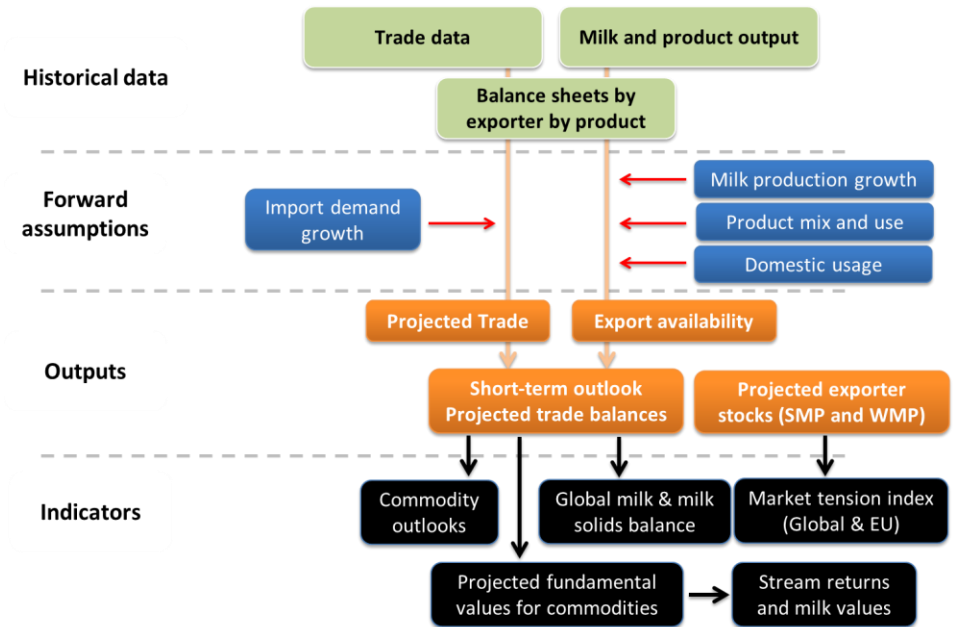 Trade data
Milk and product output
Historical data
Balance sheets by
exporter by product
Forward
assumptions
Import demand
growth
Milk production growth
Product mix and use
Domestic usage
Projected Trade
Export availability
Outputs
Short-term outlook
Projected trade balances
Projected exporter
stocks (SMP and WMP)
Indicators
Commodity
outlooks
Global milk & milk
solids balance
Market tension index
(Global & EU)
Projected fundamental
values for commodities
Stream returns
and milk values